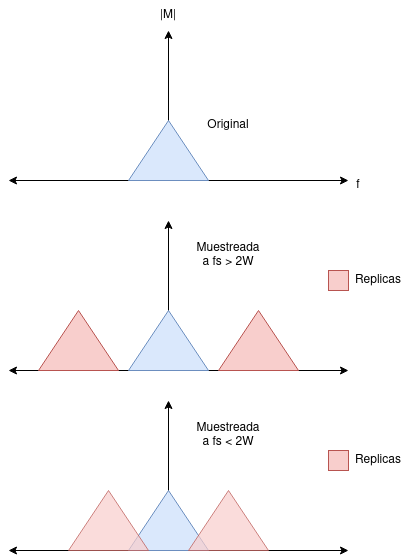 |M|
Original
f
Muestreada
a fs > 2W
Replicas
Muestreada
a fs < 2W
Replicas